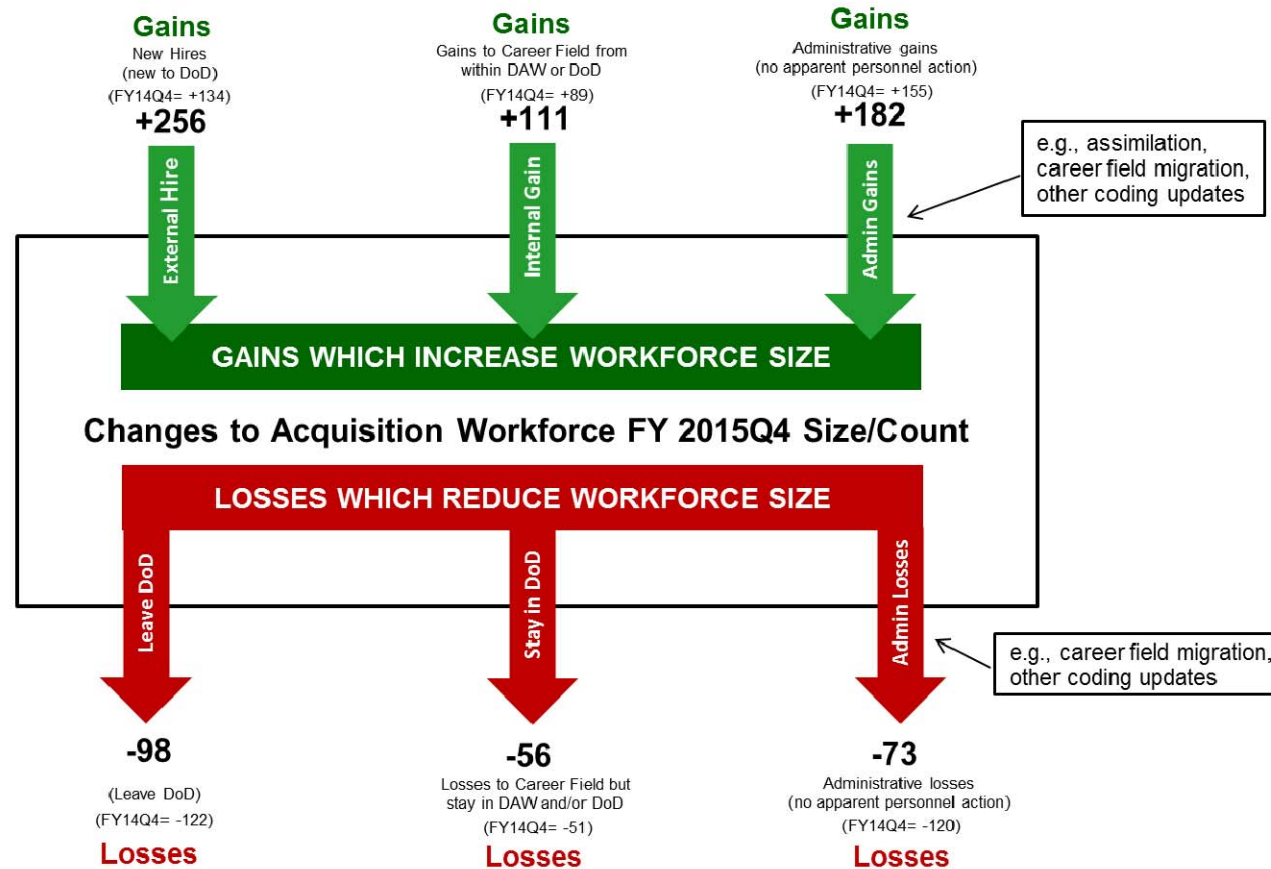 Gains
New Hires
(new to DoD)
(FY14Q4= +134)
+256
External Hire
Gains
Gains to Career Field from
within DAW or DoD
(FY14Q4= +89)
+111
Internal Gain
Gains
Administrative gains
(no apparent personnel action)
(FY14Q4= +155)
+182
Admin Gains
e.g., assimilation,
career field migration,
other coding updates
GAINS WHICH INCREASE WORKFORCE SIZE
Changes to Acquisition Workforce FY 2015Q4 Size/Count
LOSSES WHICH REDUCE WORKFORCE SIZE
Leave DoD
-98
(Leave DoD)
(FY14Q4= -122)
Losses
Stay in DoD
-56
Losses to Career Field but
stay in DAW and/or DoD
(FY14Q4= -51)
Losses
Admin Losses
e.g., career field migration,
other coding updates
-73
Administrative losses
(no apparent personnel action)
(FY14Q4= -120)
Losses